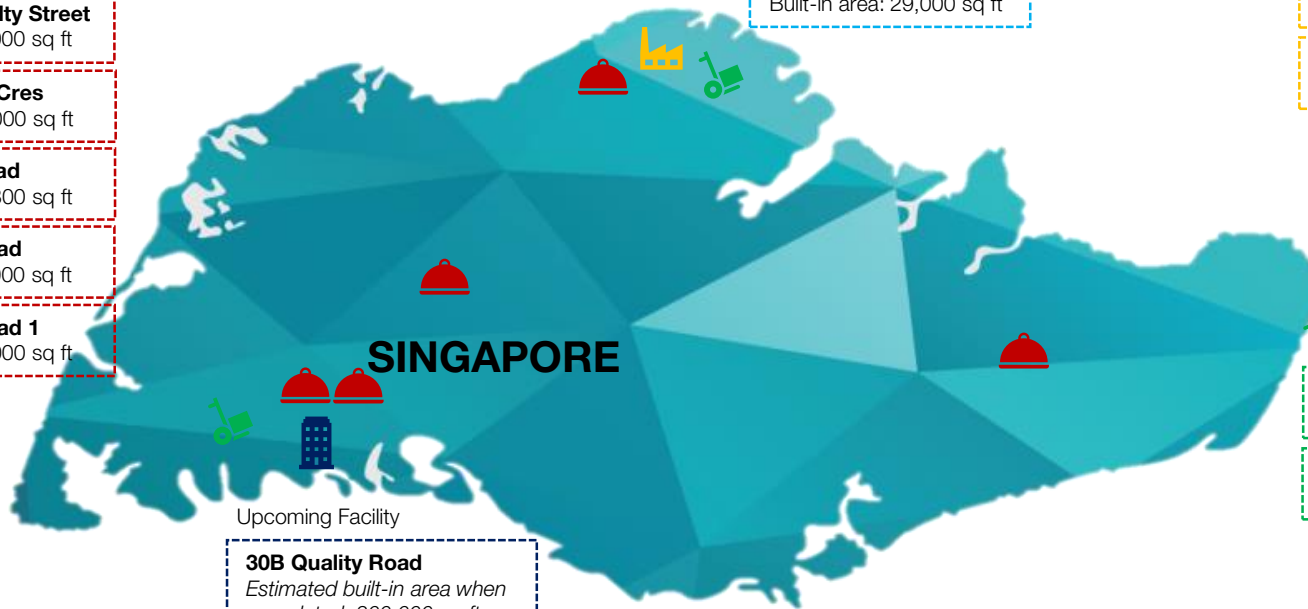 lty Street
000 sq ft
Cres
000 sq ft
ad
300 sq ft
ad
000 sq ft
ad 1
000 sq ft
Built-in area: 29,000 sq ft
SINGAPORE
Upcoming Facility
30B Quality Road
Estimated built-in area when